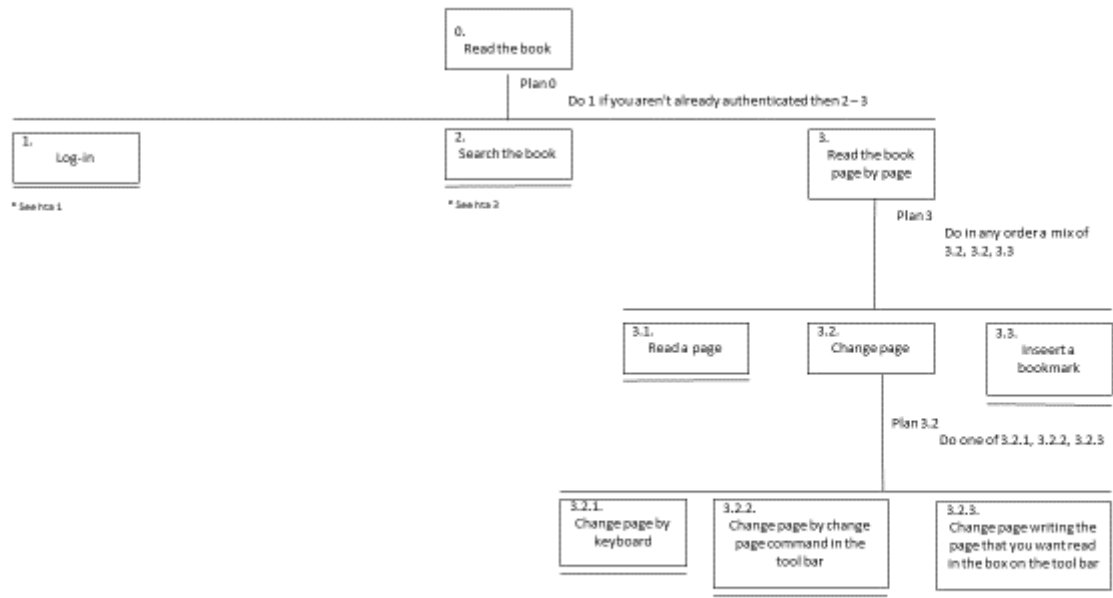 0.
Read the book
Plan 0
Do 1 if you aren't already authenticated then 2 – 3
1.
Log-in
* See hta 1
2.
Search the book
* See hta 2
3.
Read the book
page by page
Plan 3
Do in any order a mix of
3.2, 3.2, 3.3
3.1.
Read a page
3.2.
Change page
3.3.
Inseert a
bookmark
Plan 3.2
Do one of 3.2.1, 3.2.2, 3.2.3
3.2.1.
Change page by
keyboard
3.2.2.
Change page by change
page command in the
tool bar
3.2.3.
Change page writing the
page that you want read
in the box on the tool bar